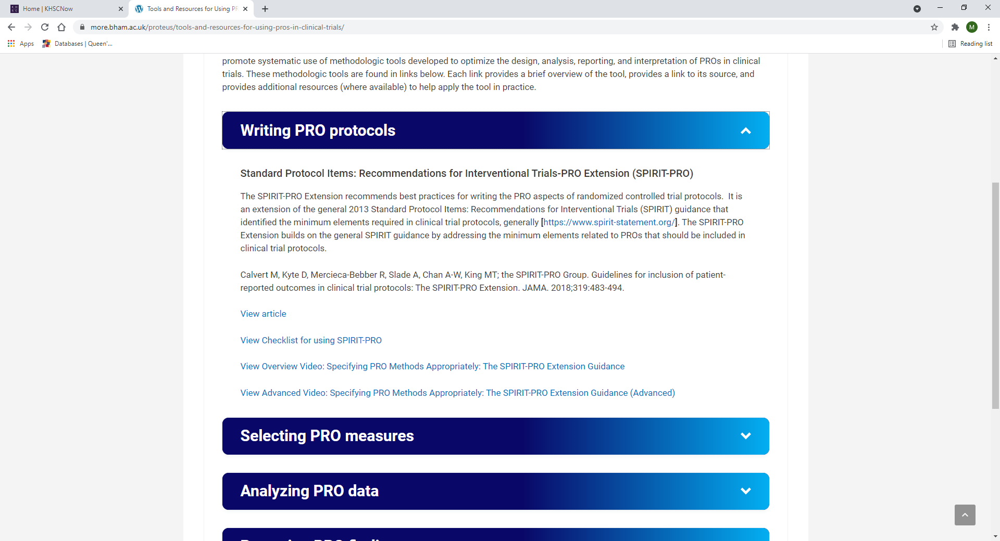 Home | KHSCNow
Tools and Resources for Using PR
more.bham.ac.uk/proteus/tools-and-resources-for-using-pros-in-clinical-trials/
M
Apps
Databases | Queen'...
Reading list
promote systematic use of methodologic tools developed to optimize the design, analysis, reporting, and interpretation of PROs in clinical
trials. These methodologic tools are found in links below. Each link provides a brief overview of the tool, provides a link to its source, and
provides additional resources (where available) to help apply the tool in practice.
Writing PRO protocols
Standard Protocol Items: Recommendations for Interventional Trials-PRO Extension (SPIRIT-PRO)
The SPIRIT-PRO Extension recommends best practices for writing the PRO aspects of randomized controlled trial protocols.  It is
an extension of the general 2013 Standard Protocol Items: Recommendations for Interventional Trials (SPIRIT) guidance that
identified the minimum elements required in clinical trial protocols, generally [https://www.spirit-statement.org/]. The SPIRIT-PRO
Extension builds on the general SPIRIT guidance by addressing the minimum elements related to PROs that should be included in
clinical trial protocols.
Calvert M, Kyte D, Mercieca-Bebber R, Slade A, Chan A-W, King MT; the SPIRIT-PRO Group. Guidelines for inclusion of patient-
reported outcomes in clinical trial protocols: The SPIRIT-PRO Extension. JAMA. 2018;319:483-494.
View article
View Checklist for using SPIRIT-PRO
View Overview Video: Specifying PRO Methods Appropriately: The SPIRIT-PRO Extension Guidance
View Advanced Video: Specifying PRO Methods Appropriately: The SPIRIT-PRO Extension Guidance (Advanced)
Selecting PRO measures
Analyzing PRO data